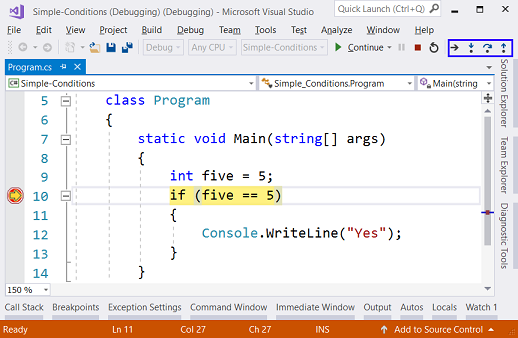 Simple-Conditions (Debugging) (Debugging) - Microsoft Visual Studio Quick Launch (Ctrl+Q)
File Edit View Project Build Debug Team Tools Test Analyze Window Help
Debug Any CPU Simple-Conditions Continue
Program.cs
Simple-Conditions Simple_Conditions.Program Main(string
5 class Program
6 {
7 static void Main(string[] args)
8 {
9 int five = 5;
10 if (five == 5)
11 {
12 Console.WriteLine("Yes");
13 }
14 }
150 %
Solution Explorer
Team Explorer
Diagnostic Tools
Call Stack Breakpoints Exception Settings Command Window Immediate Window Output Autos Locals Watch 1
Ready Ln 11 Col 27 Ch 27 INS Add to Source Control